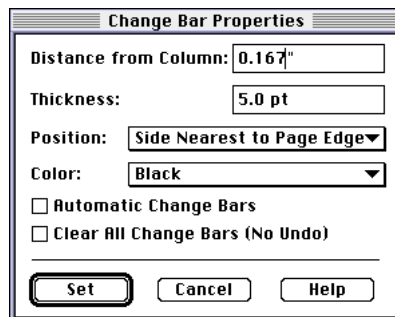 Change Bar Properties
Distance from Column: 0.167"
Thickness: 5.0 pt
Position: Side Nearest to Page Edge
Color: Black
Automatic Change Bars
Clear All Change Bars (No Undo)
Set Cancel Help